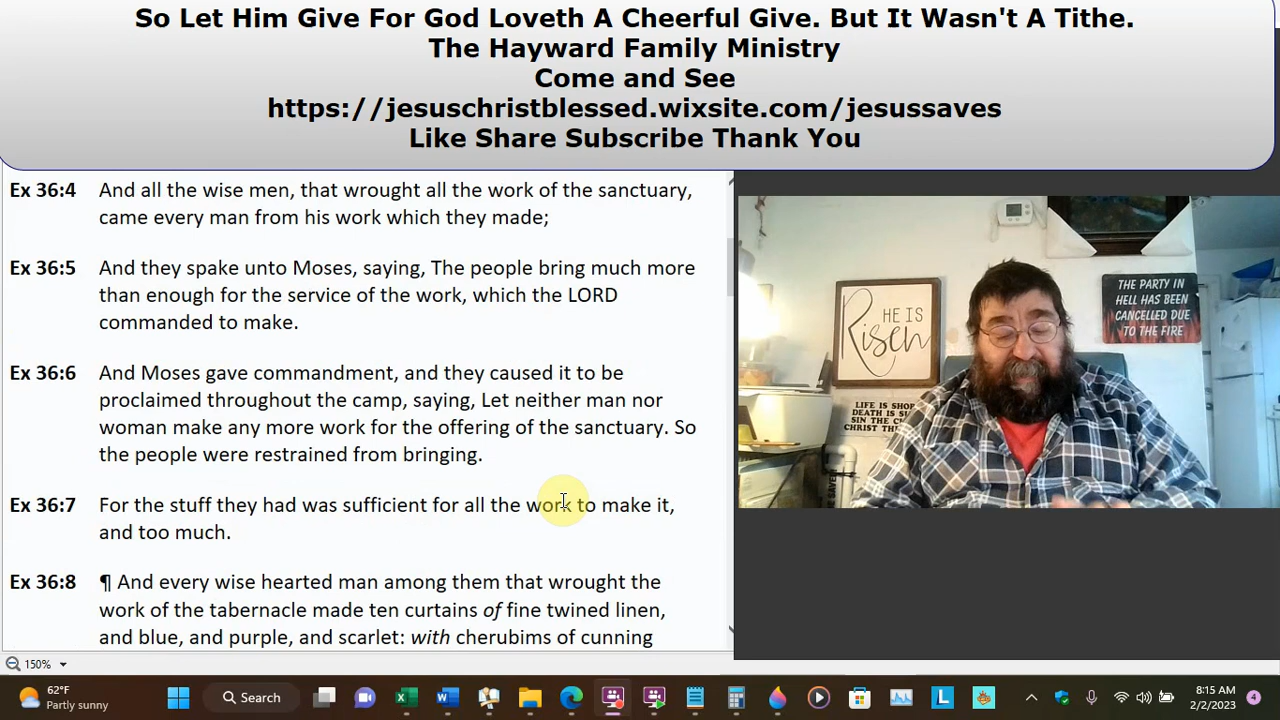 So Let Him Give For God Loveth A Cheerful Give. But It Wasn't A Tithe.
The Hayward Family Ministry
Come and See
https://jesuschristblessed.wixsite.com/jesussaves
Like Share Subscribe Thank You
Ex 36:4 And all the wise men, that wrought all the work of the sanctuary,
came every man from his work which they made;
Ex 36:5 And they spake unto Moses, saying, The people bring much more
than enough for the service of the work, which the LORD
commanded to make.
Ex 36:6 And Moses gave commandment, and they caused it to be
proclaimed throughout the camp, saying, Let neither man nor
woman make any more work for the offering of the sanctuary. So
the people were restrained from bringing.
Ex 36:7 For the stuff they had was sufficient for all the work to make it,
and too much.
Ex 36:8 ¶ And every wise hearted man among them that wrought the
work of the tabernacle made ten curtains of fine twined linen,
and blue, and purple, and scarlet: with cherubims of cunning
HE IS
Risen
THE PARTY IN
HELL HAS BEEN
CANCELLED DUE
TO THE FIRE
LIFE IS
DEATH IS
SIN THE
CHRIST
150%
62°F
Partly sunny
Search
8:15 AM
2/2/2023
4